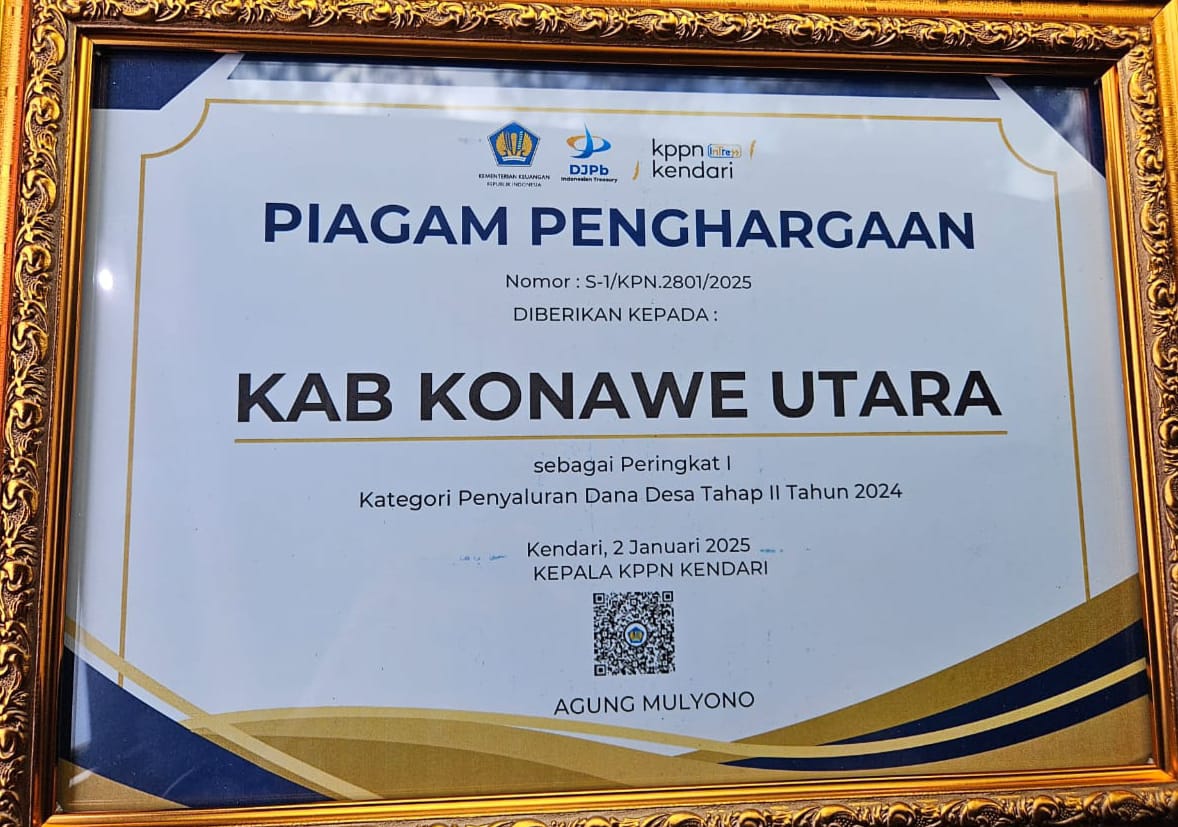 KEMENTERIAN KEUANGAN
REPUBLIK INDONESIA
DJPb
Indonesian Treasury
kppn
kendari
PIAGAM PENGHARGAAN
Nomor : S-1/KPN.2801/2025
DIBERIKAN KEPADA :
KAB KONAWE UTARA
sebagai Peringkat I
Kategori Penyaluran Dana Desa Tahap II Tahun 2024
Kendari, 2 Januari 2025
KEPALA KPPN KENDARI
AGUNG MULYONO